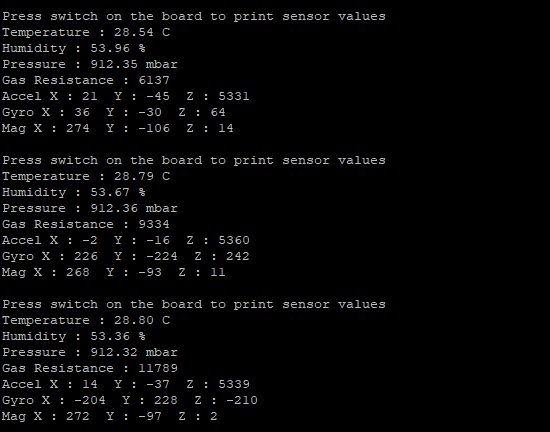 Press switch on the board to print sensor values
Temperature : 28.54 C
Humidity : 53.96 %
Pressure : 912.35 mbar
Gas Resistance : 6137
Accel X : 21  Y : -45  Z : 5331
Gyro X : 36  Y : -30  Z : 64
Mag X : 274  Y : -106  Z : 14

Press switch on the board to print sensor values
Temperature : 28.79 C
Humidity : 53.67 %
Pressure : 912.36 mbar
Gas Resistance : 9334
Accel X : -2  Y : -16  Z : 5360
Gyro X : 226  Y : -224  Z : 242
Mag X : 268  Y : -93  Z : 11

Press switch on the board to print sensor values
Temperature : 28.80 C
Humidity : 53.36 %
Pressure : 912.32 mbar
Gas Resistance : 11789
Accel X : 14  Y : -37  Z : 5339
Gyro X : -204  Y : 228  Z : -210
Mag X : 272  Y : -97  Z : 2